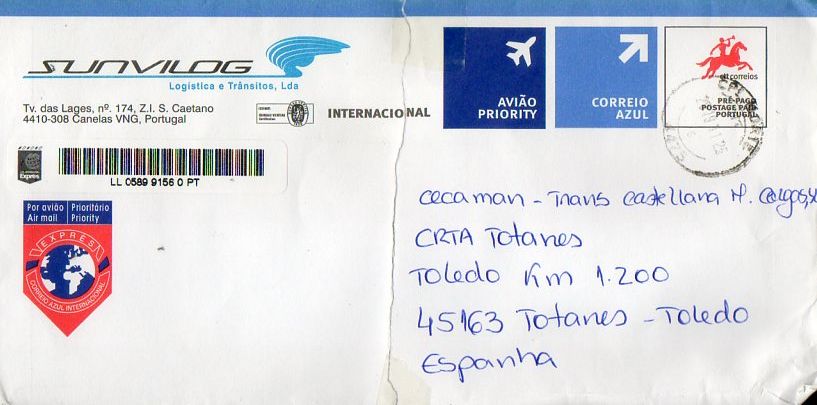 SUNVILOG
Logística e Trânsitos, Lda
Tv. das Lages, nº. 174, Z.I. S. Caetano
4410-308 Canelas VNG, Portugal
INTERNACIONAL
AVIÃO
PRIORITY
CORREIO
AZUL
ctt correios
PRÉ-PAGO
POSTAGE PAID
PORTUGAL
Expres
LL 0589 9156 0 PT
Por avião Prioritário
Air mail Priority
EXPRESS
CORREIO AZUL INTERNACIONAL
Cecaman - Trans Castellana M.
CRTA Totanes
Toledo Km 1.200
45163 Totanes - Toledo
Espanha